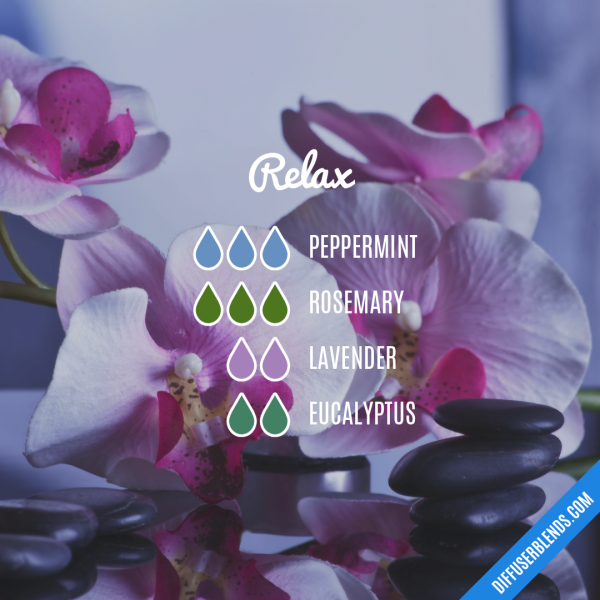 Relax
PEPPERMINT
ROSEMARY
LAVENDER
EUCALYPTUS
DIFFUSERBLENDS.COM